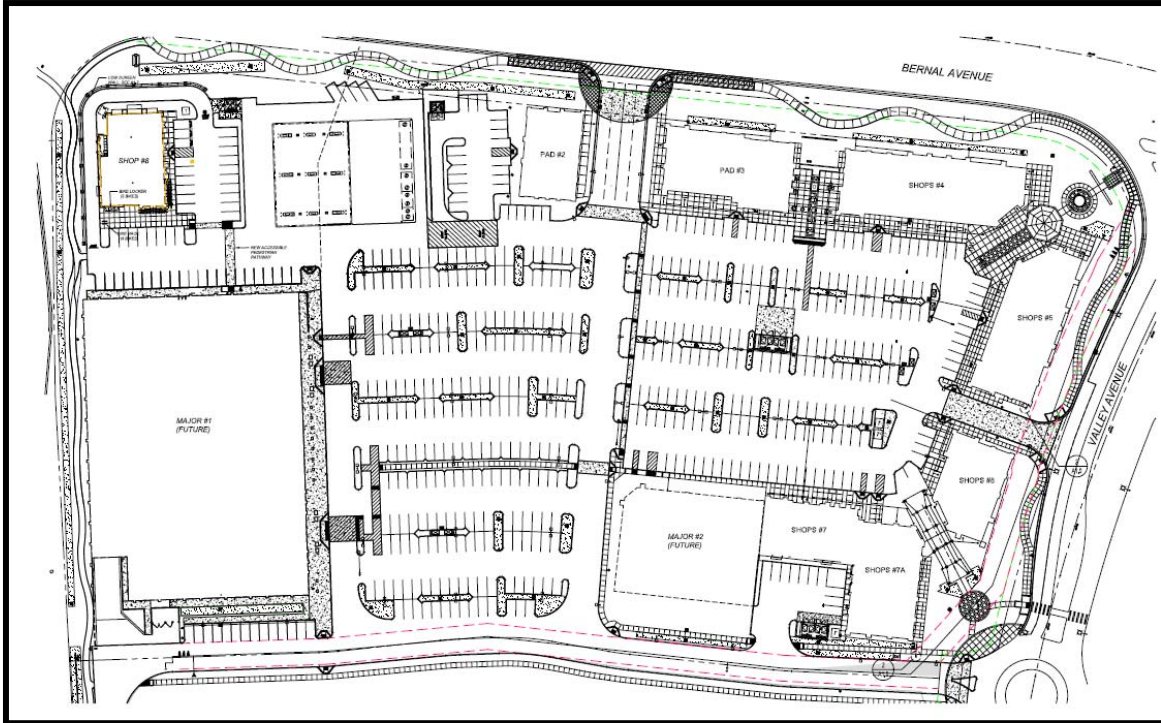 BERNAL AVENUE
SHOP #8
BIKE LOCKER
PAD #2
PAD #3
SHOPS #4
NEW ACCESSIBLE
PEDESTRIAN
PATHWAY
SHOPS #5
VALLEY AVENUE
MAJOR #1
(FUTURE)
SHOPS #6
MAJOR #2
(FUTURE)
SHOPS #7
SHOPS #7A